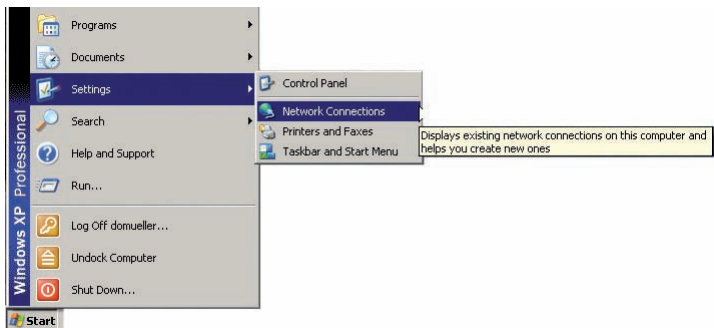 Programs
Documents
Settings
Search
Help and Support
Run...
Log Off domueller...
Undock Computer
Shut Down...
Windows XP Professional
Start
Control Panel
Network Connections
Printers and Faxes
Taskbar and Start Menu
Displays existing network connections on this computer and
helps you create new ones